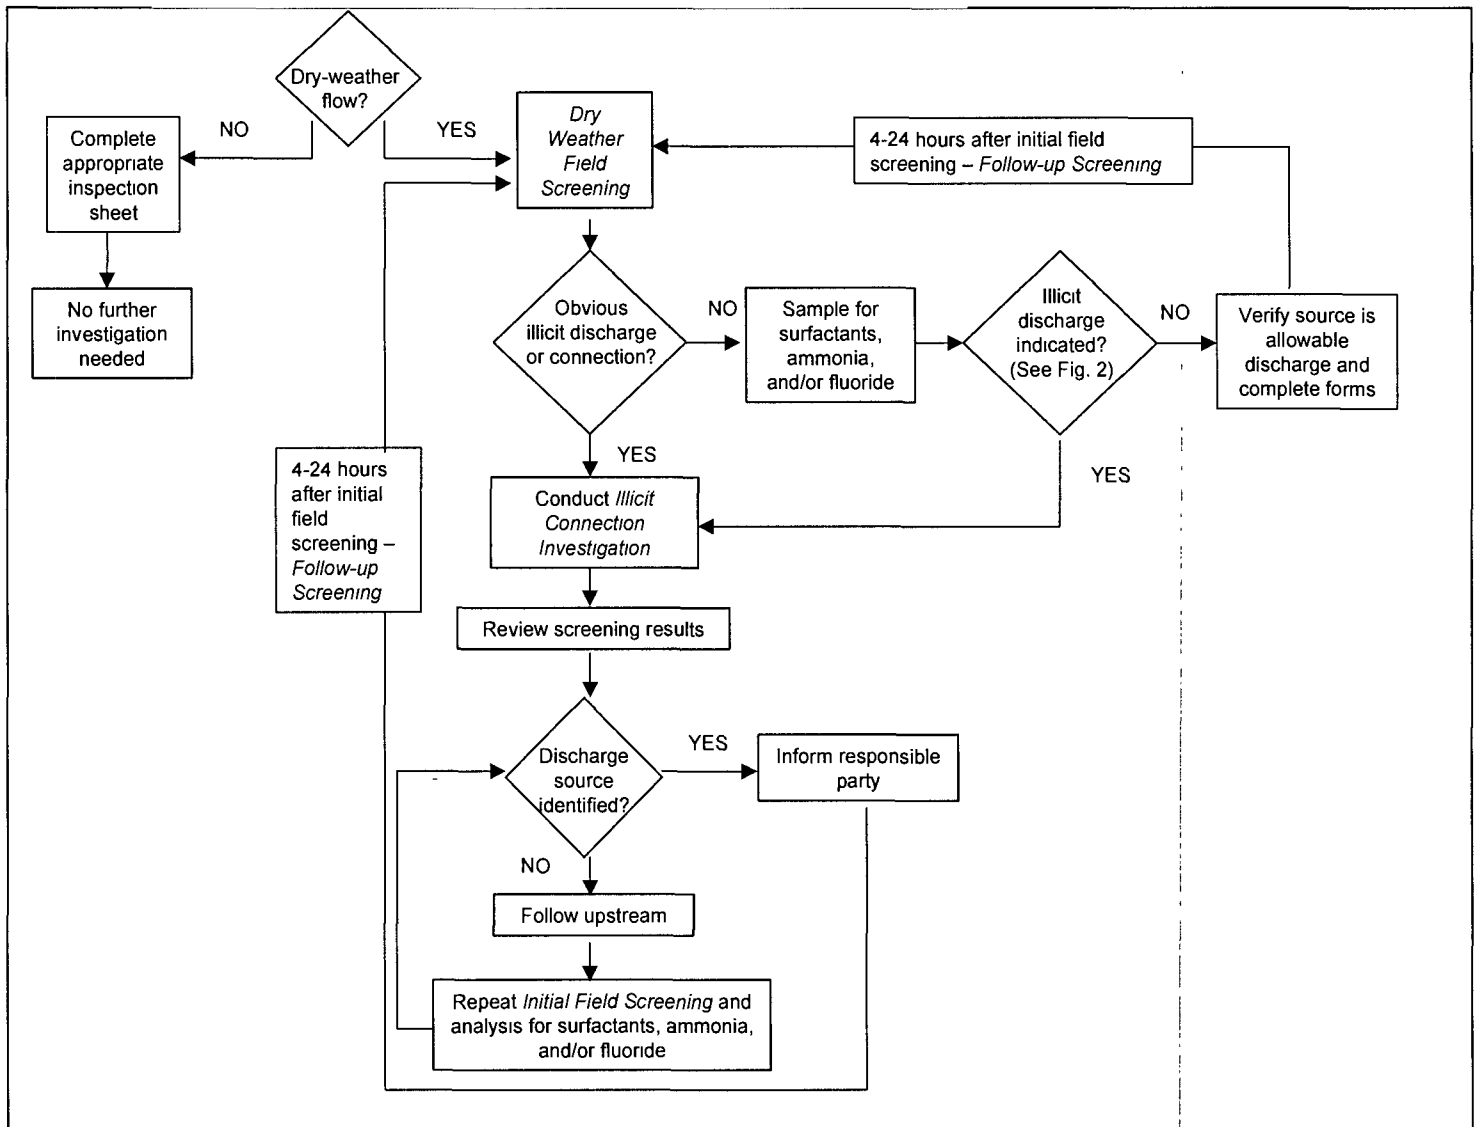 Dry-weather
flow?
NO
YES
Complete
appropriate
inspection
sheet
No further
investigation
needed
Dry
Weather
Field
Screening
4-24 hours after initial field
screening – Follow-up Screening
Obvious
illicit discharge
or connection?
NO
Sample for
surfactants,
ammonia,
and/or fluoride
Illicit
discharge
indicated?
(See Fig. 2)
NO
Verify source is
allowable
discharge and
complete forms
YES
YES
4-24 hours
after initial
field
screening –
Follow-up
Screening
Conduct Illicit
Connection
Investigation
Review screening results
Discharge
source
identified?
YES
Inform responsible
party
NO
Follow upstream
Repeat Initial Field Screening and
analysis for surfactants, ammonia,
and/or fluoride